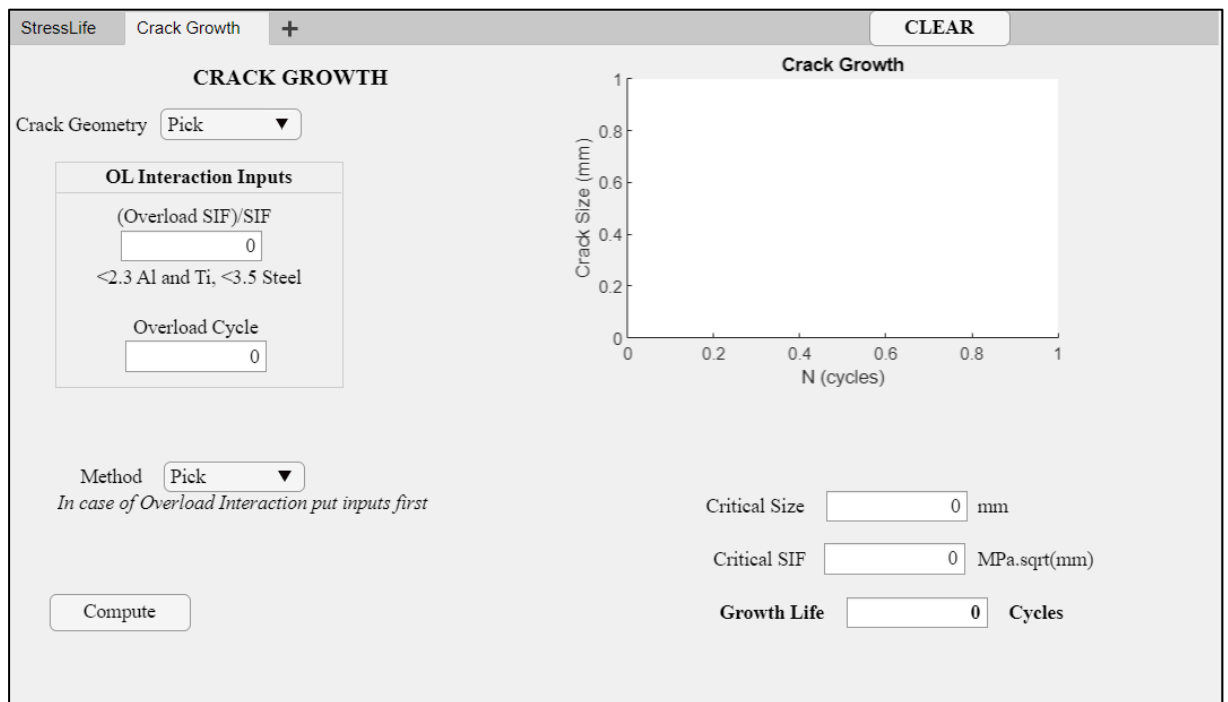 StressLife
Crack Growth
+
CLEAR
CRACK GROWTH
Crack Geometry Pick
OL Interaction Inputs
(Overload SIF)/SIF
0
<2.3 Al and Ti, <3.5 Steel
Overload Cycle
0
Method Pick
In case of Overload Interaction put inputs first
Compute
Crack Growth
Crack Size (mm)
1
0.8
0.6
0.4
0.2
0
0 0.2 0.4 0.6 0.8 1
N (cycles)
Critical Size 0 mm
Critical SIF 0 MPa.sqrt(mm)
Growth Life 0 Cycles